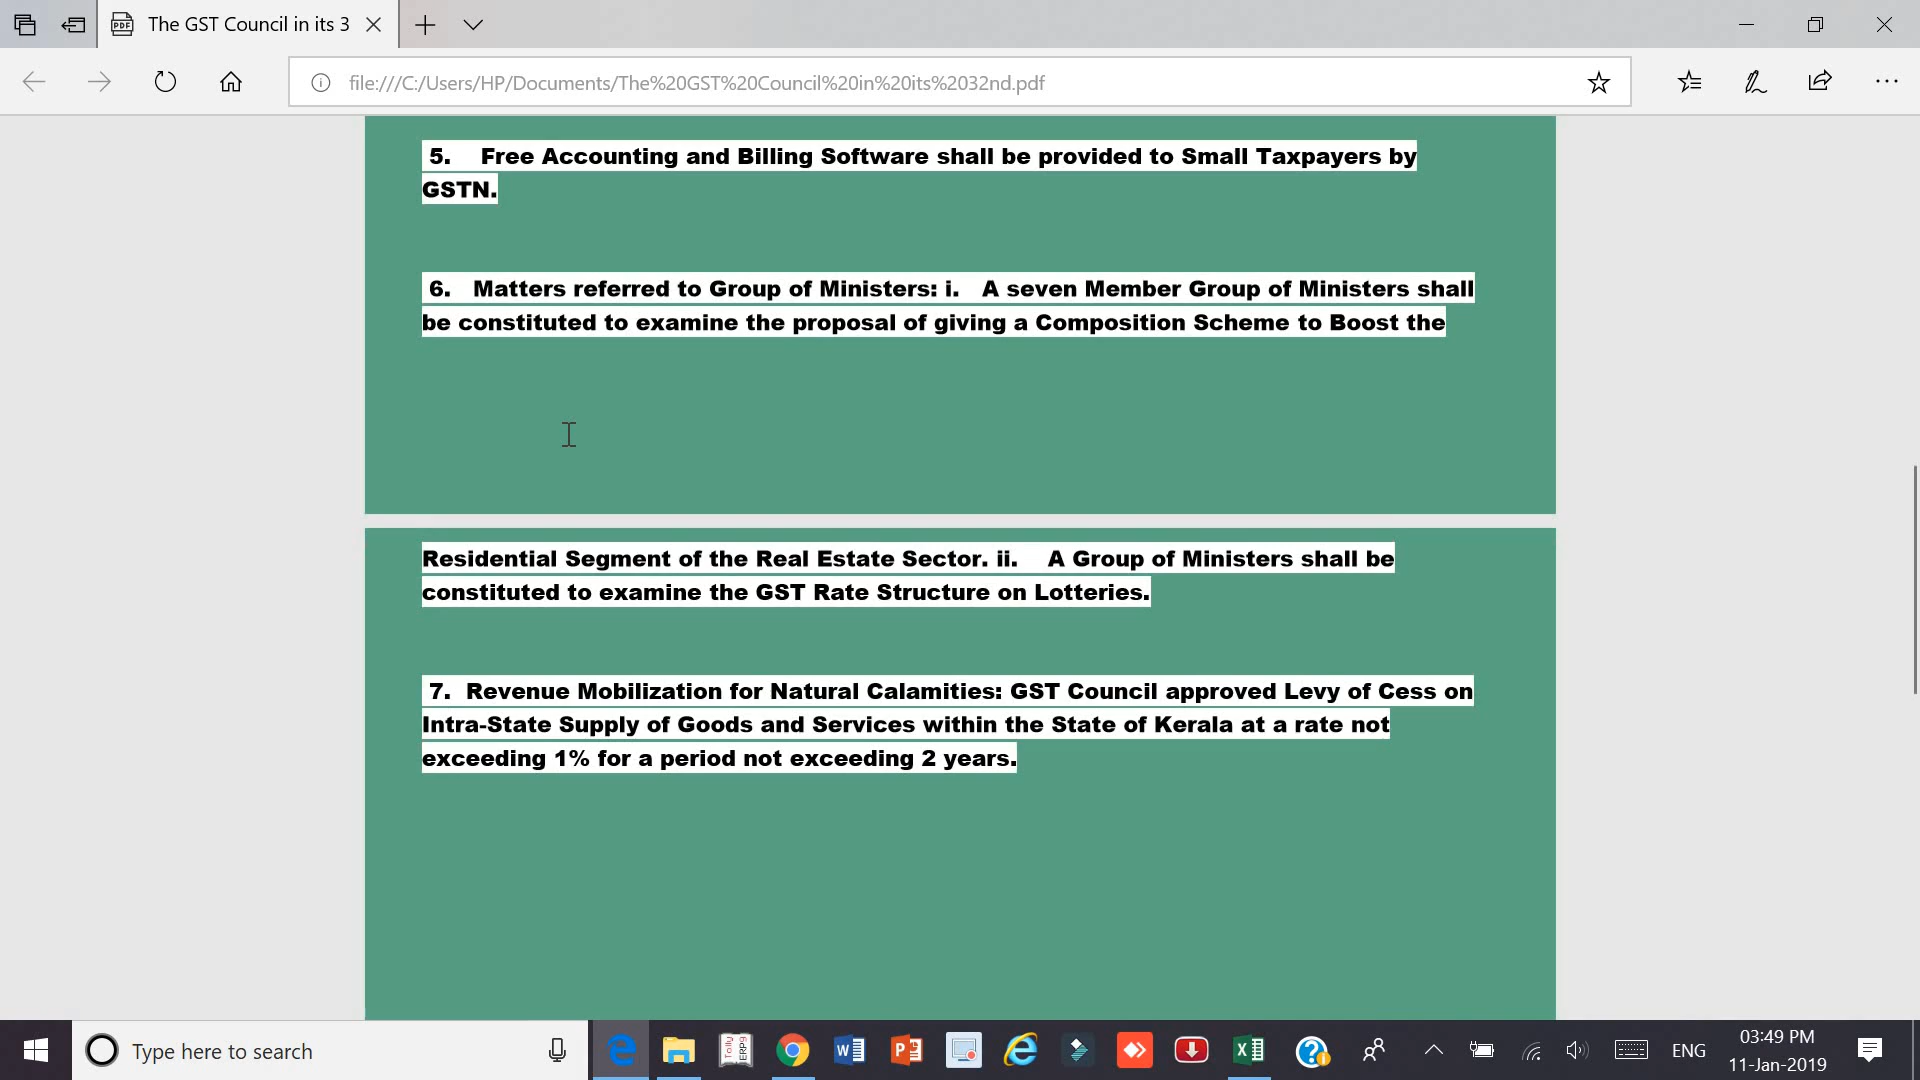 The GST Council in its 3
file:///C:/Users/HP/Documents/The%20GST%20Council%20in%20its%2032nd.pdf
5. Free Accounting and Billing Software shall be provided to Small Taxpayers by
GSTN.
6. Matters referred to Group of Ministers: i. A seven Member Group of Ministers shall
be constituted to examine the proposal of giving a Composition Scheme to Boost the
Residential Segment of the Real Estate Sector. ii. A Group of Ministers shall be
constituted to examine the GST Rate Structure on Lotteries.
7. Revenue Mobilization for Natural Calamities: GST Council approved Levy of Cess on
Intra-State Supply of Goods and Services within the State of Kerala at a rate not
exceeding 1% for a period not exceeding 2 years.
Type here to search
ENG
03:49 PM
11-Jan-2019